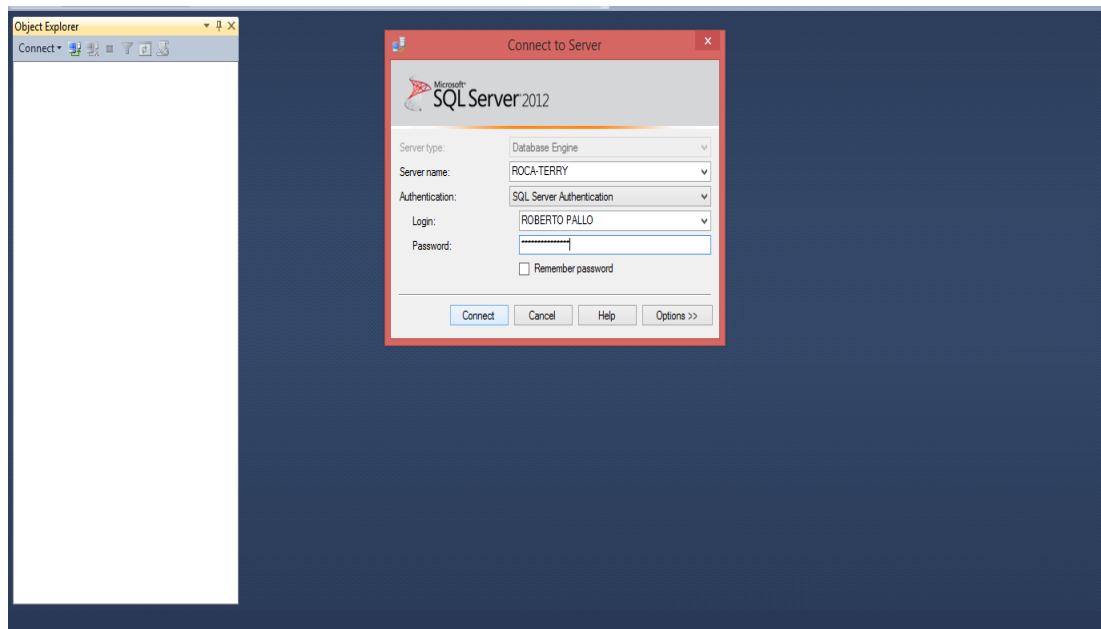 Object Explorer
Connect to Server
Connect
Microsoft®
SQL Server 2012
Server type: Database Engine
Server name: ROCA-TERRY
Authentication: SQL Server Authentication
Login: ROBERTO PALLO
Password: ***************
Remember password
Connect Cancel Help Options >>